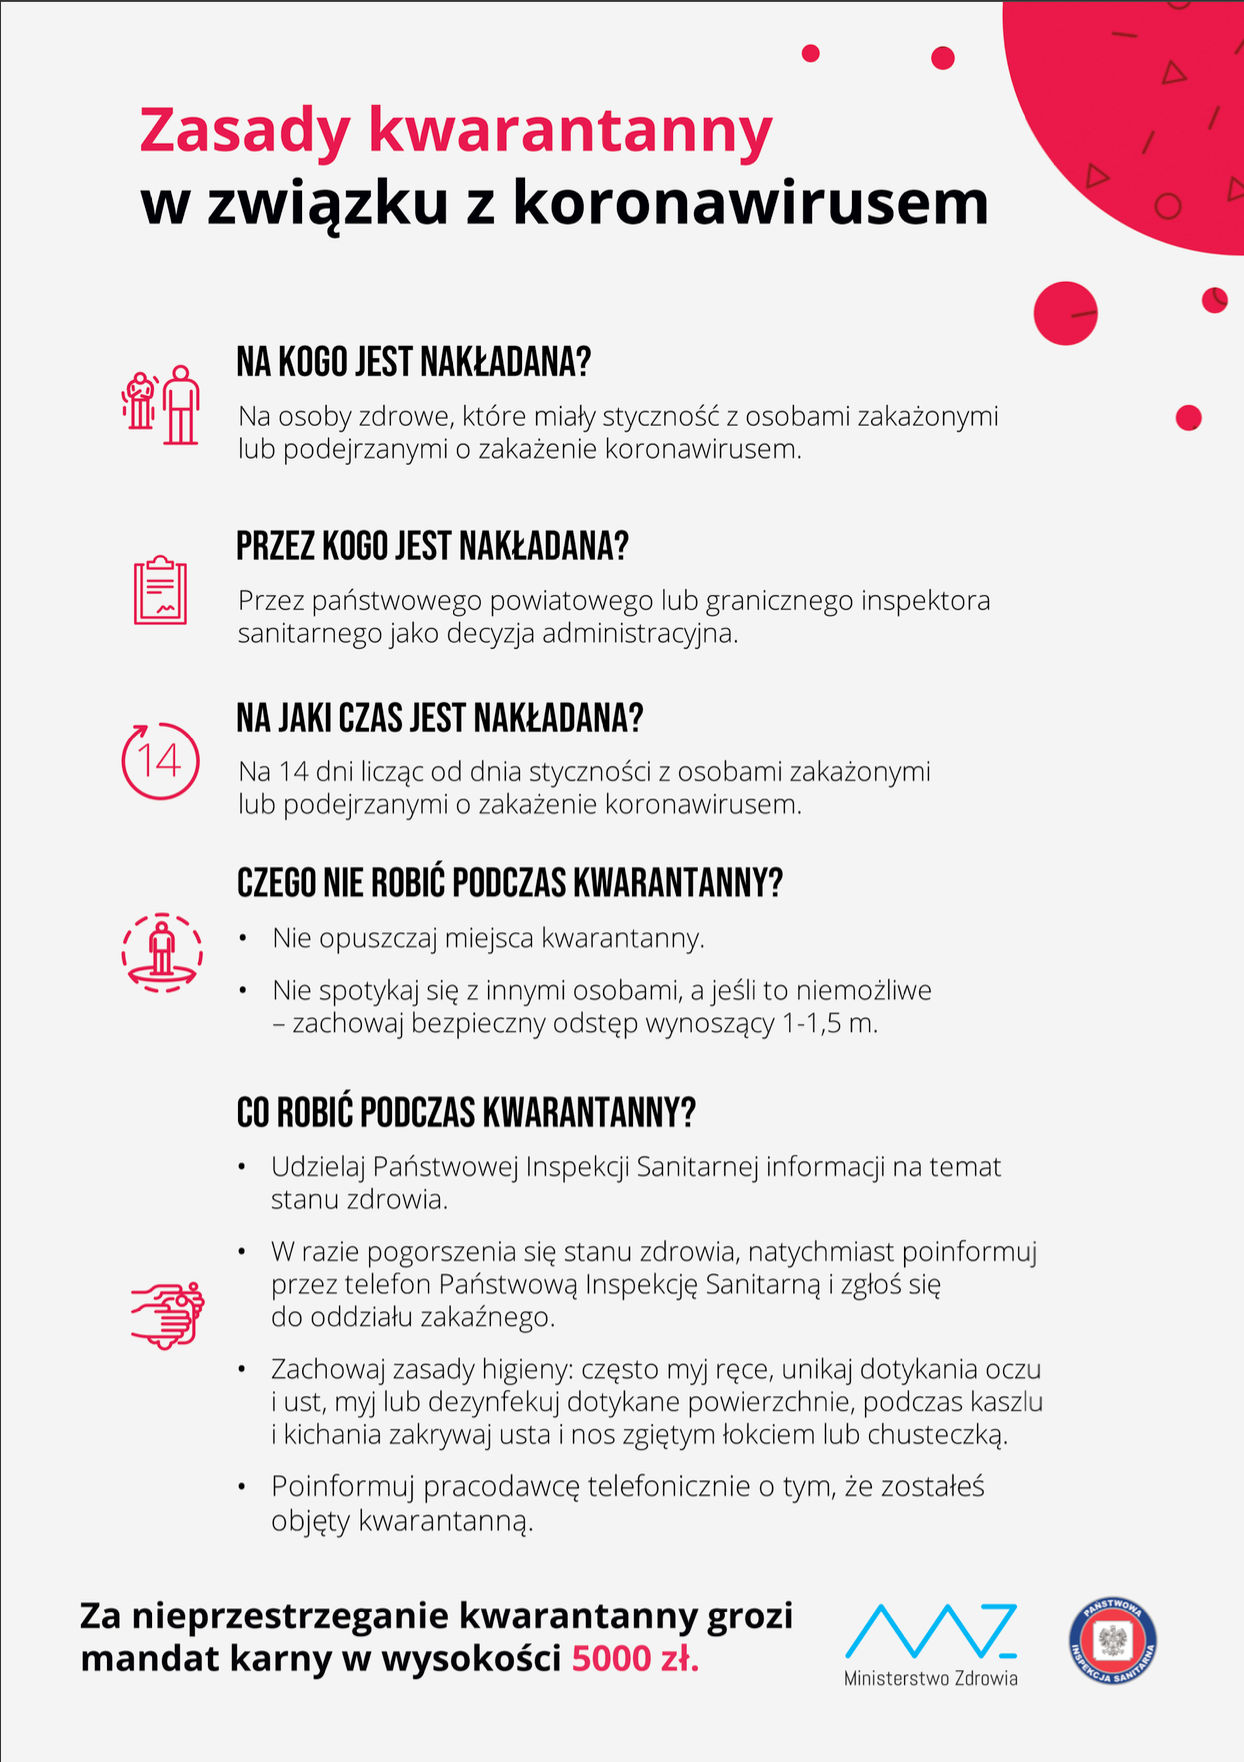 Zasady kwarantanny
w związku z koronawirusem
NA KOGO JEST NAKŁADANA?
Na osoby zdrowe, które miały styczność z osobami zakażonymi
lub podejrzanymi o zakażenie koronawirusem.
PRZEZ KOGO JEST NAKŁADANA?
Przez państwowego powiatowego lub granicznego inspektora
sanitarnego jako decyzja administracyjna.
14
NA JAKI CZAS JEST NAKŁADANA?
Na 14 dni licząc od dnia styczności z osobami zakażonymi
lub podejrzanymi o zakażenie koronawirusem.
CZEGO NIE ROBIĆ PODCZAS KWARANTANNY?
• Nie opuszczaj miejsca kwarantanny.
• Nie spotykaj się z innymi osobami, a jeśli to niemożliwe
– zachowaj bezpieczny odstęp wynoszący 1-1,5 m.
CO ROBIĆ PODCZAS KWARANTANNY?
• Udzielaj Państwowej Inspekcji Sanitarnej informacji na temat
stanu zdrowia.
• W razie pogorszenia się stanu zdrowia, natychmiast poinformuj
przez telefon Państwową Inspekcję Sanitarną i zgłoś się
do oddziału zakaźnego.
• Zachowaj zasady higieny: często myj ręce, unikaj dotykania oczu
i ust, myj lub dezynfekuj dotykane powierzchnie, podczas kaszlu
i kichania zakrywaj usta i nos zgiętym łokciem lub chusteczką.
• Poinformuj pracodawcę telefonicznie o tym, że zostałeś
objęty kwarantanną.
Za nieprzestrzeganie kwarantanny grozi
mandat karny w wysokości 5000 zł.
Ministerstwo Zdrowia
PAŃSTWOWA
INSPEKCJA SANITARNA